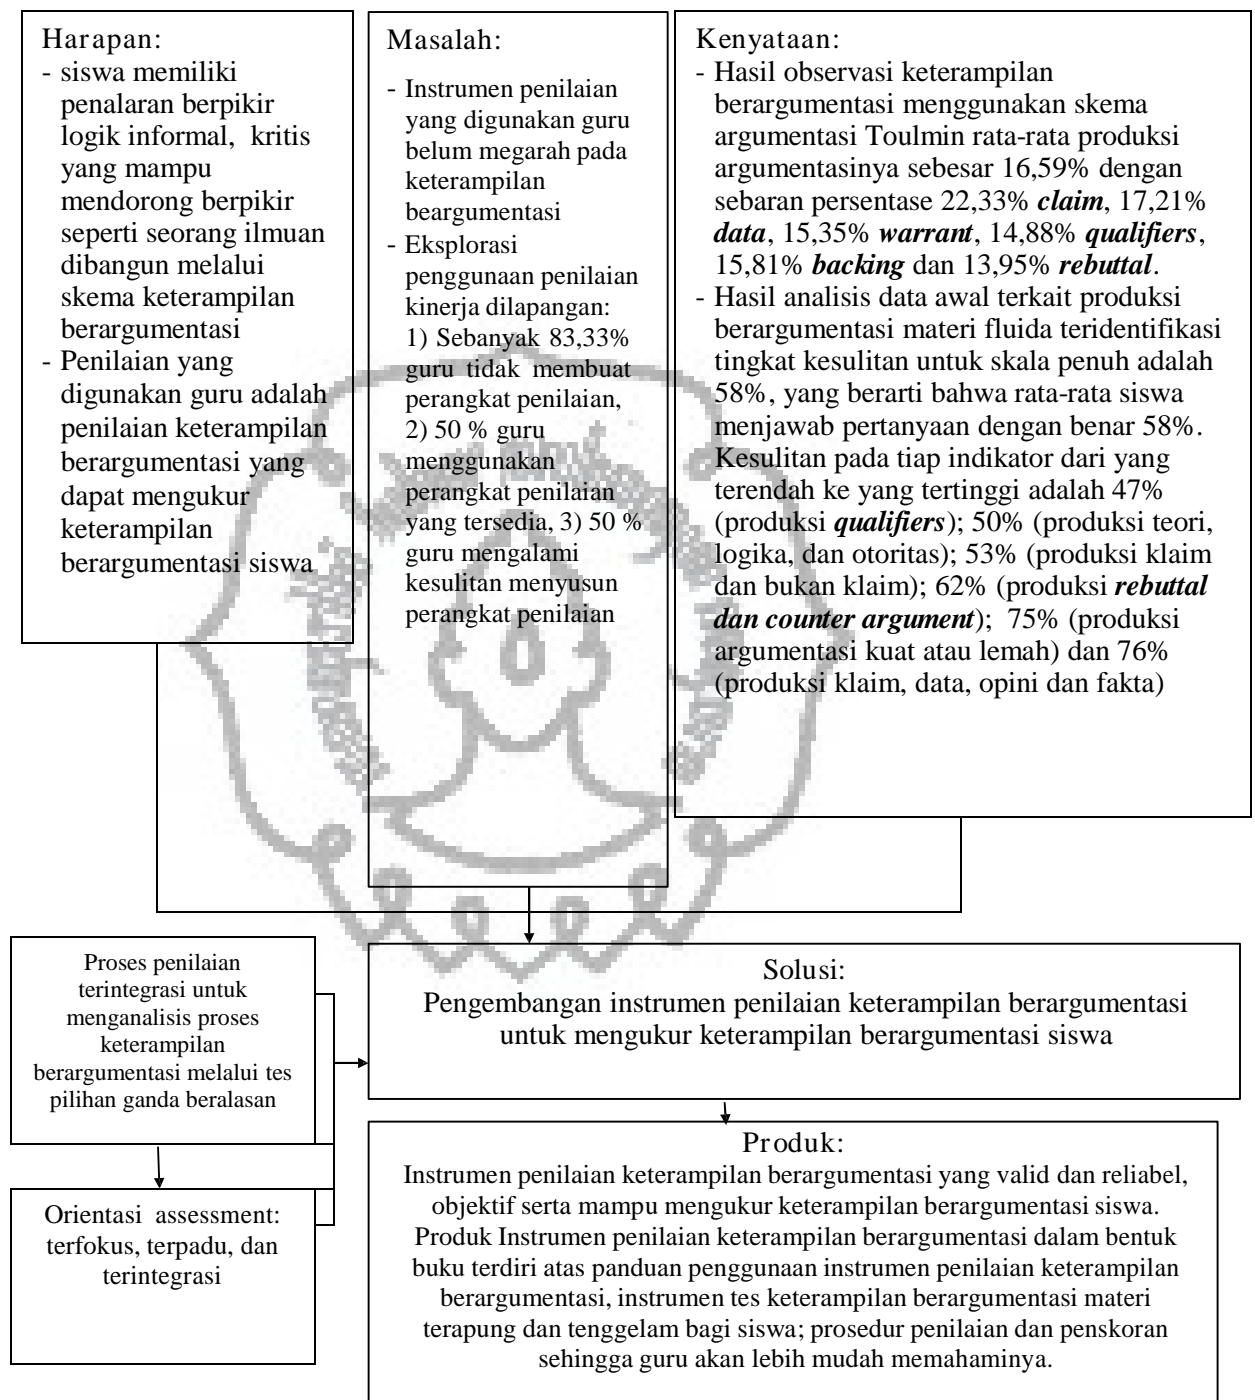 Harapan:
- siswa memiliki
penalaran berpikir
logik informal, kritis
yang mampu
mendorong berpikir
seperti seorang ilmuan
dibangun melalui
skema keterampilan
berargumentasi
- Penilaian yang
digunakan guru adalah
penilaian keterampilan
berargumentasi yang
dapat mengukur
keterampilan
berargumentasi siswa
Masalah:
- Instrumen penilaian
yang digunakan guru
belum megarah pada
keterampilan
beargumentasi
- Eksplorasi
penggunaan penilaian
kinerja dilapangan:
1) Sebanyak 83,33%
guru tidak membuat
perangkat penilaian,
2) 50 % guru
menggunakan
perangkat penilaian
yang tersedia, 3) 50 %
guru mengalami
kesulitan menyusun
perangkat penilaian
Kenyataan:
- Hasil observasi keterampilan
berargumentasi menggunakan skema
argumentasi Toulmin rata-rata produksi
argumentasinya sebesar 16,59% dengan
sebaran persentase 22,33% claim, 17,21%
data, 15,35% warrant, 14,88% qualifiers,
15,81% backing dan 13,95% rebuttal.
- Hasil analisis data awal terkait produksi
berargumentasi materi fluida teridentifikasi
tingkat kesulitan untuk skala penuh adalah
58%, yang berarti bahwa rata-rata siswa
menjawab pertanyaan dengan benar 58%.
Kesulitan pada tiap indikator dari yang
terendah ke yang tertinggi adalah 47%
(produksi qualifiers); 50% (produksi teori,
logika, dan otoritas); 53% (produksi klaim
dan bukan klaim); 62% (produksi rebuttal
dan counter argument); 75% (produksi
argumentasi kuat atau lemah) dan 76%
(produksi klaim, data, opini dan fakta)
Proses penilaian
terintegrasi untuk
menganalisis proses
keterampilan
berargumentasi melalui tes
pilihan ganda beralasan
Orientasi assessment:
terfokus, terpadu, dan
terintegrasi
Solusi:
Pengembangan instrumen penilaian keterampilan berargumentasi
untuk mengukur keterampilan berargumentasi siswa
Produk:
Instrumen penilaian keterampilan berargumentasi yang valid dan reliabel,
objektif serta mampu mengukur keterampilan berargumentasi siswa.
Produk Instrumen penilaian keterampilan berargumentasi dalam bentuk
buku terdiri atas panduan penggunaan instrumen penilaian keterampilan
berargumentasi, instrumen tes keterampilan berargumentasi materi
terapung dan tenggelam bagi siswa; prosedur penilaian dan penskoran
sehingga guru akan lebih mudah memahaminya.